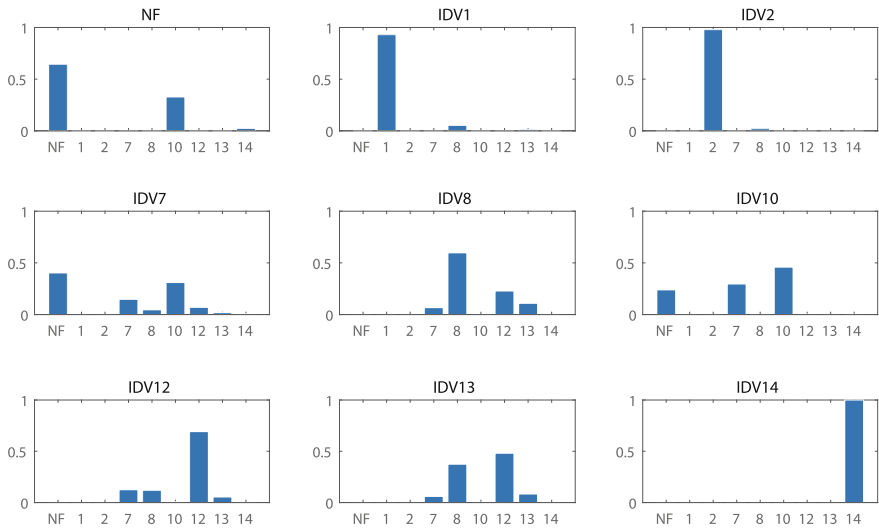 NF IDV1 IDV2
1 1 1
0.5 0.5 0.5
0 0 0
NF 1 2 7 8 10 12 13 14 NF 1 2 7 8 10 12 13 14 NF 1 2 7 8 10 12 13 14
IDV7 IDV8 IDV10
1 1 1
0.5 0.5 0.5
0 0 0
NF 1 2 7 8 10 12 13 14 NF 1 2 7 8 10 12 13 14 NF 1 2 7 8 10 12 13 14
IDV12 IDV13 IDV14
1 1 1
0.5 0.5 0.5
0 0 0
NF 1 2 7 8 10 12 13 14 NF 1 2 7 8 10 12 13 14 NF 1 2 7 8 10 12 13 14